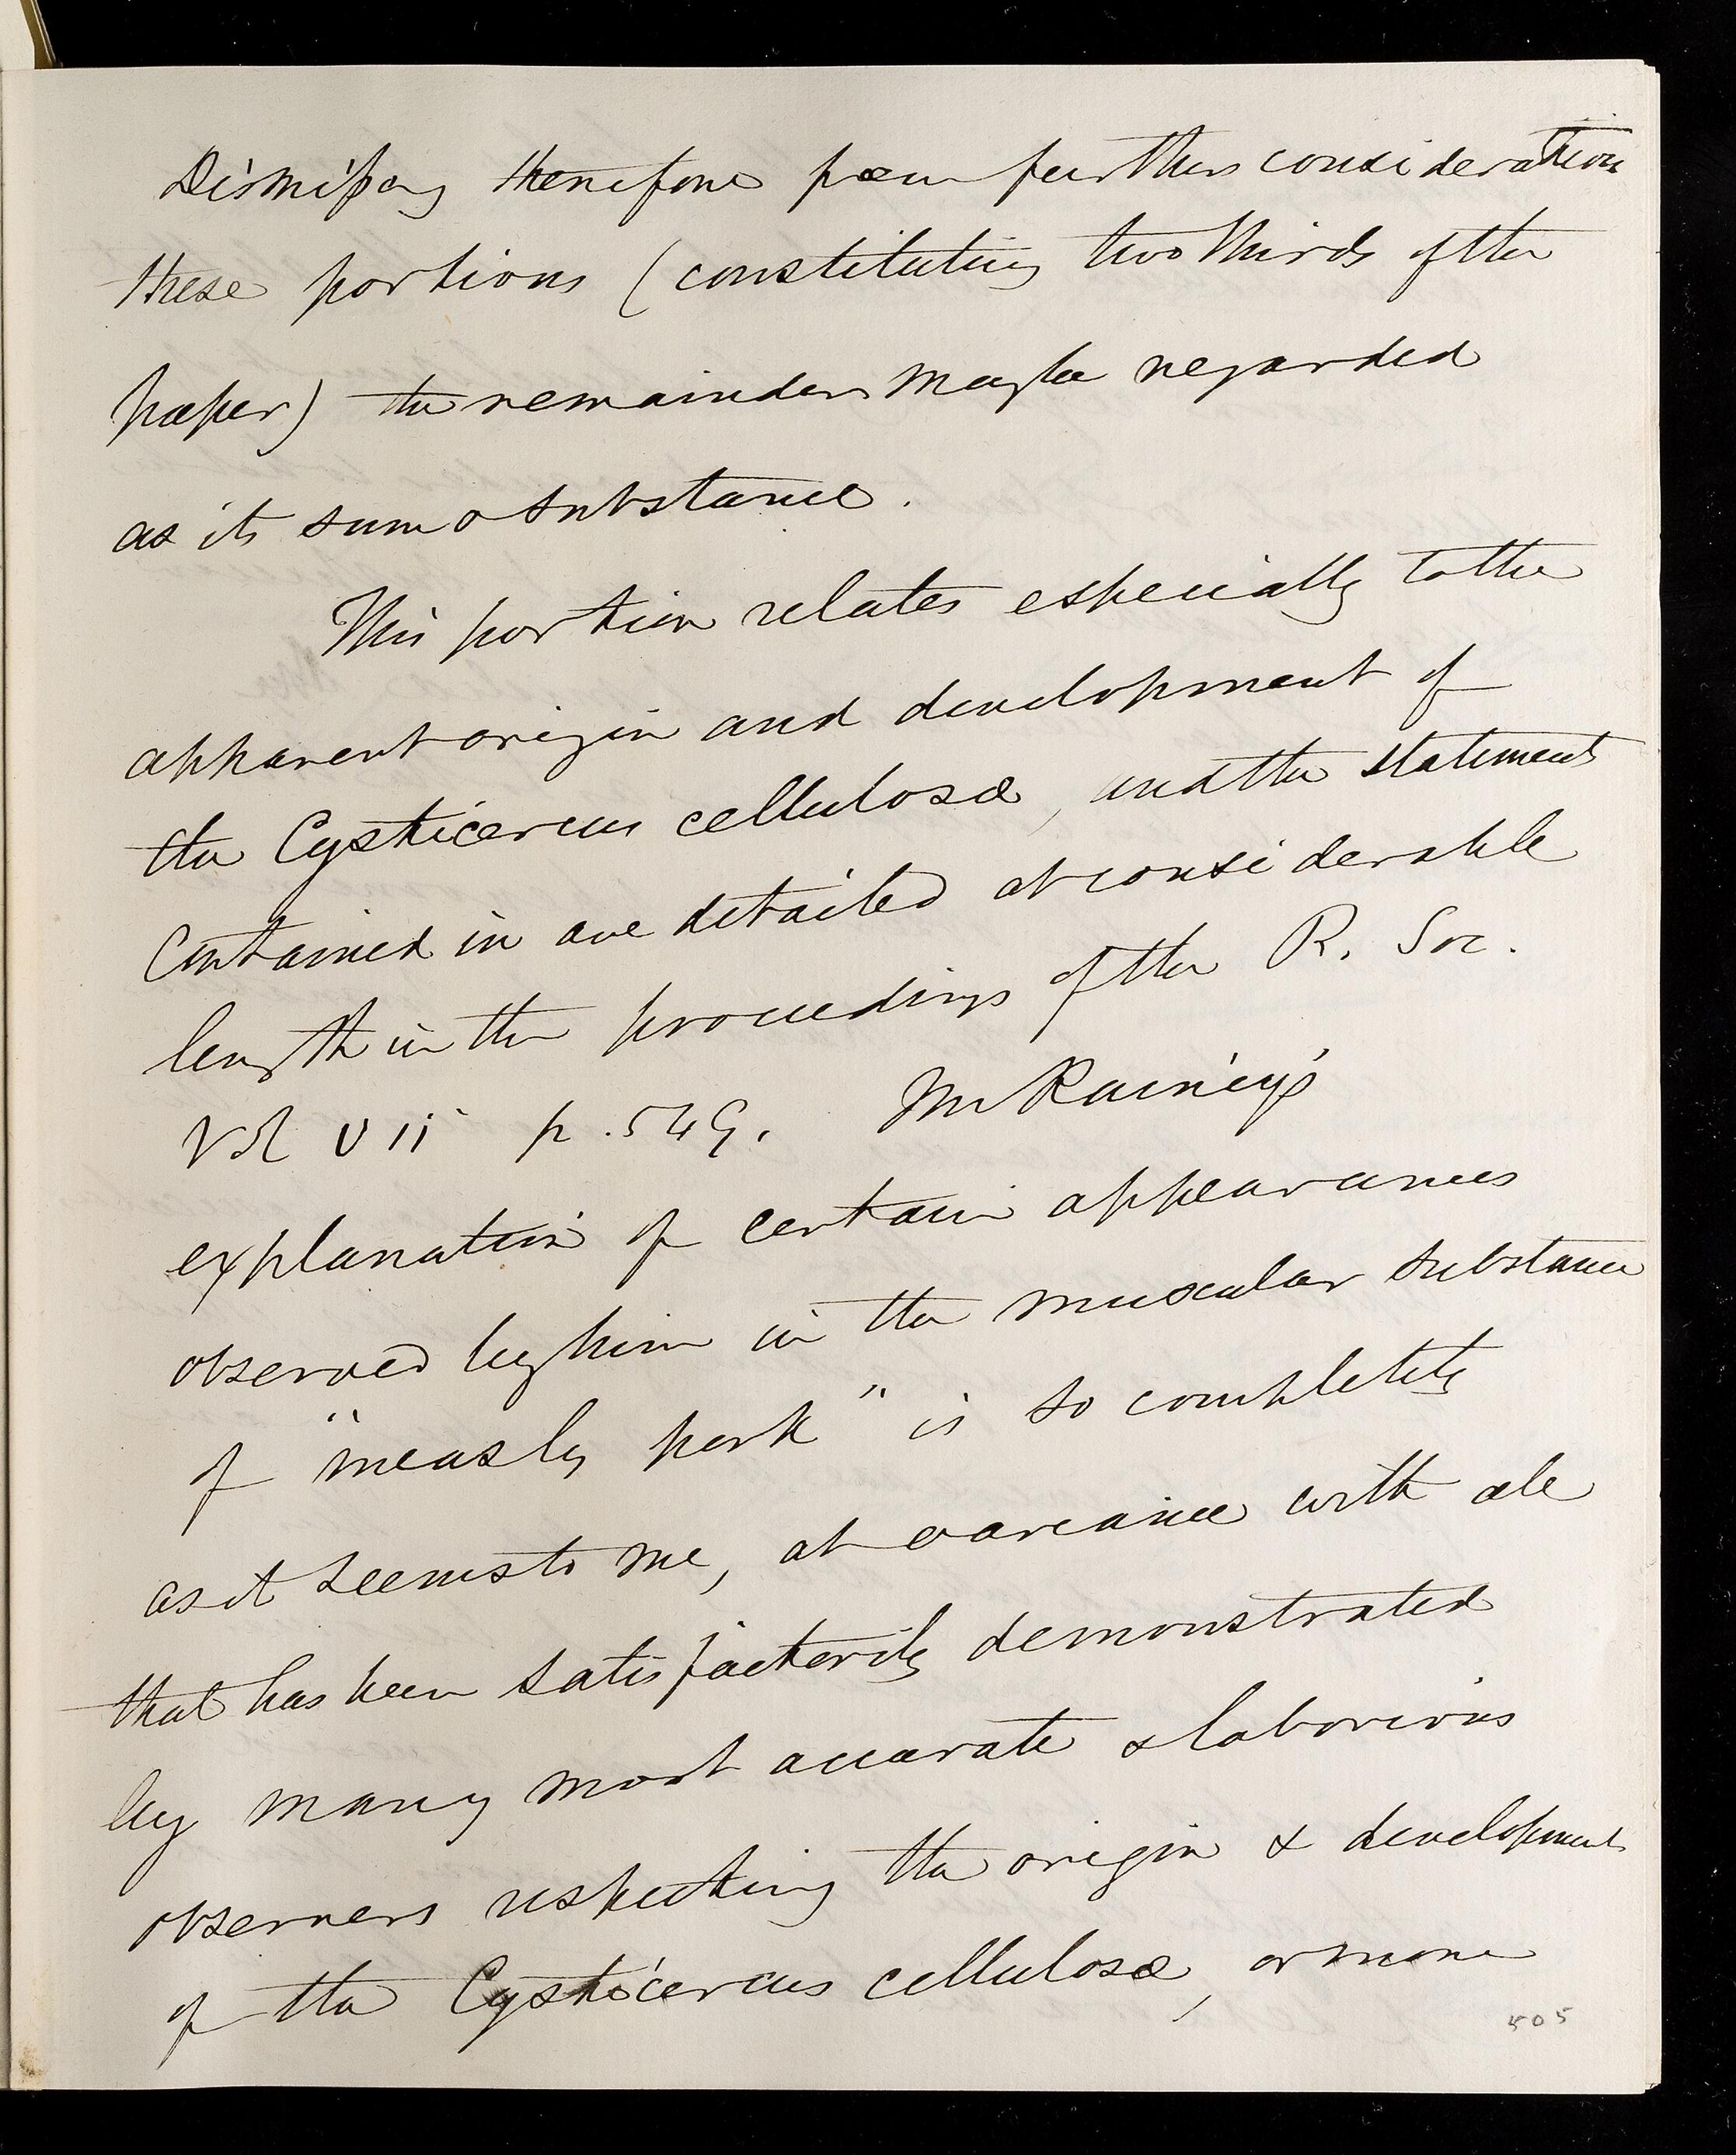 Dismissing therefore from further consideration
these portions (constituting two thirds of the
paper) the remainder may be regarded
as its sum & substance.
This portion relates especially to the
apparent origin and development of
the Cysticercus cellulosæ, and the statements
contained in are detailed at considerable
length in the proceedings of the R. Soc.
Vol VII p. 549. Mr Rainey's
explanation of certain appearances
observed by him in the muscular substance
of "measly pork" is so completely
as it seems to me, at variance with all
that has been satisfactorily demonstrated
by many most accurate & laborious
observers respecting the origin & development
of the Cysticercus cellulosæ, or more
505